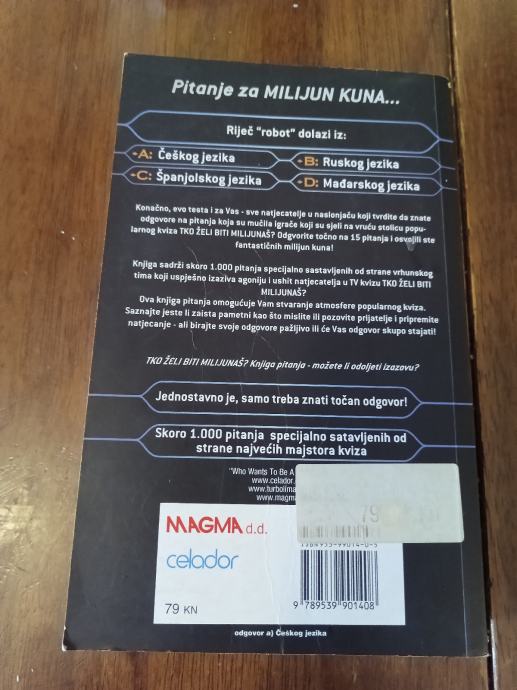 Pitanje za MILIJUN KUNA...
Riječ "robot" dolazi iz:
A: Češkog jezika
B: Ruskog jezika
C: Španjolskog jezika
D: Mađarskog jezika
Konačno, evo testa i za Vas - sve natjecatelje u naslonjaču koji tvrdite da znate
odgovore na pitanja koja su mučila igrače koji su sjeli na vruću stolicu popu-
larnog kviza TKO ŽELI BITI MILIJUNAŠ? Odgvorite točno na 15 pitanja i osvojili ste
fantastičnih milijun kuna!
Knjiga sadrži skoro 1.000 pitanja specijalno sastavljenih od strane vrhunskog
tima koji uspješno izaziva agoniju i ushit natjecatelja u TV kvizu TKO ŽELI BITI
MILIJUNAŠ?
Ova knjiga pitanja omogućuje Vam stvaranje atmosfere popularnog kviza.
Saznajte jeste li zaista pametni kao što mislite ili pozovite prijatelje i pripremite
natjecanje - ali birajte svoje odgovore pažljivo ili će Vas odgovor skupo stajati!
TKO ŽELI BITI MILIJUNAŠ? Knjiga pitanja - možete li odoljeti izazovu?
Jednostavno je, samo treba znati točan odgovor!
Skoro 1.000 pitanja specijalno satavljenih od
strane najvećih majstora kviza
"Who Wants To Be A
www.celador.
www.turbolima
www.magma
79
MAGMA d.d.
celador
79 KN
9 789539 901408
odgovor a) Češkog jezika